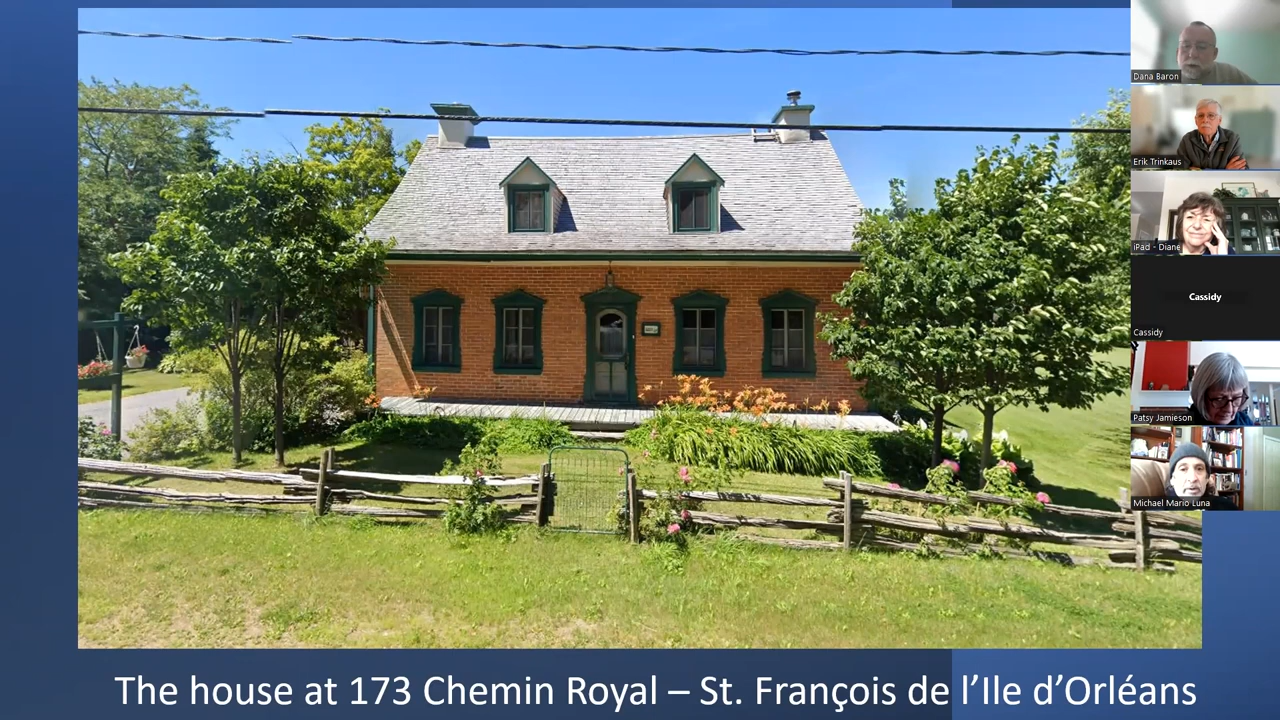 Dana Baron
Erik Trinkaus
iPad - Diane
Cassidy
Cassidy
Patsy Jamieson
Michael Mario Luna
The house at 173 Chemin Royal – St. François de l’Ile d’Orléans